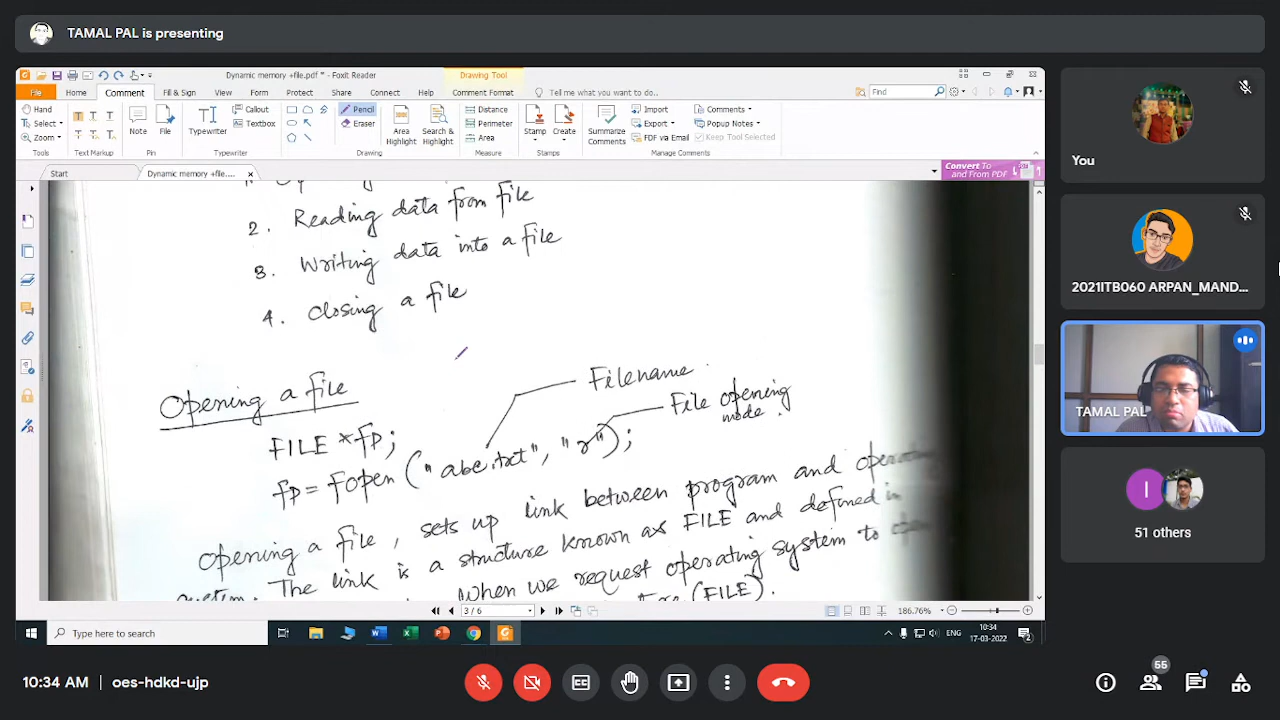 TAMAL PAL is presenting
Dynamic memory +file.pdf * - Foxit Reader
Drawing Tool
File
Home
Comment
Fill & Sign
View
Form
Protect
Share
Connect
Help
Comment Format
Tell me what you want to do..
Find
Hand
Select
Zoom
Tools
Text Markup
Note
File
Pin
Typewriter
Callout
Textbox
Typewriter
Pencil
Eraser
Drawing
Area Highlight
Search & Highlight
Distance
Perimeter
Area
Measure
Stamp
Create
Stamps
Summarize Comments
Import
Export
FDF via Email
Comments
Popup Notes
Keep Tool Selected
Manage Comments
Start
Dynamic memory +file....
Convert To and From PDF
2. Reading data from file
3. Writing data into a file
4. Closing a file
Opening a file
Filename
File opening mode.
FILE *fp;
fp = fopen ("abc.txt", "r");
Opening a file, sets up link between program and
system. The link is a structure known as FILE and defined in
When we request operating system to
(FILE).
3 / 6
186.76%
Type here to search
ENG
10:34
17-03-2022
You
2021ITB060 ARPAN_MAND...
TAMAL PAL
I
51 others
10:34 AM | oes-hdkd-ujp
55